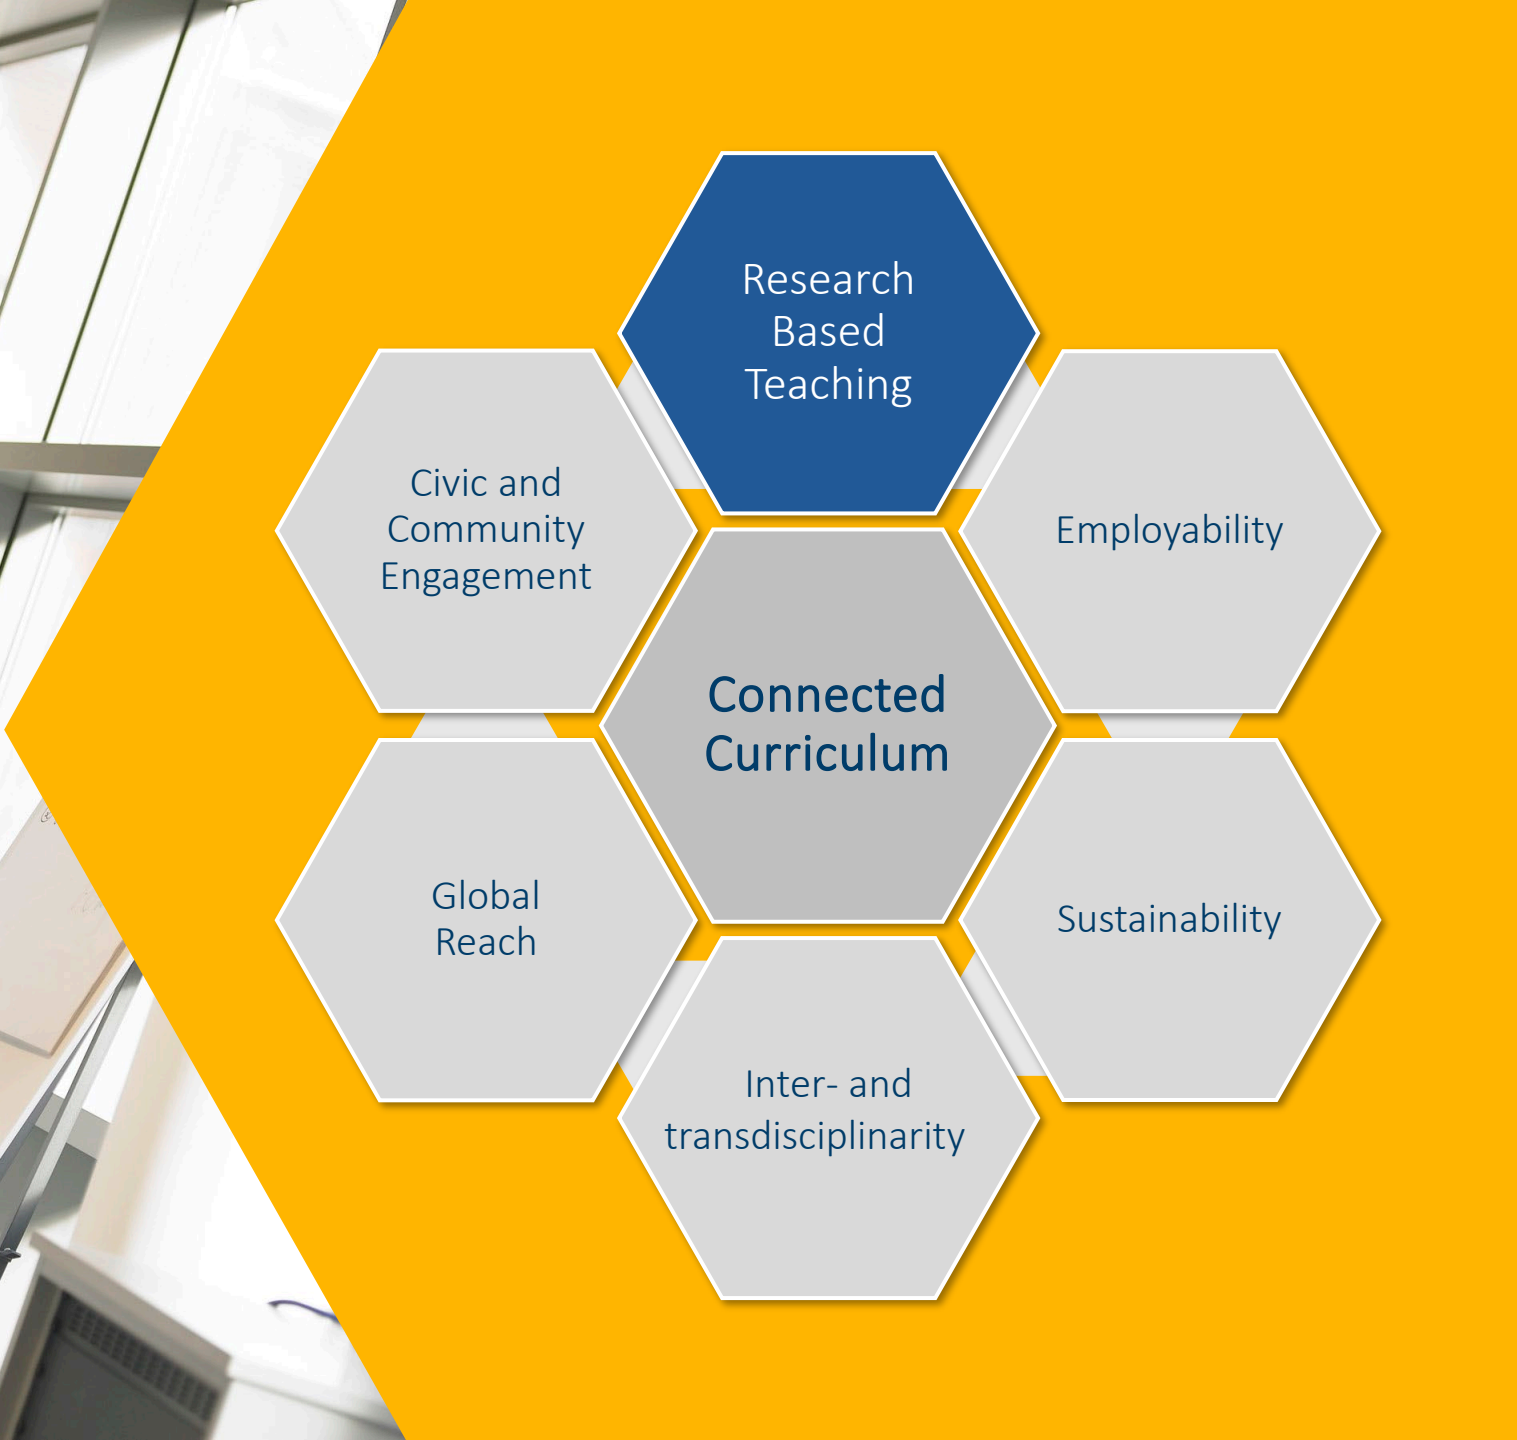 Research
Based
Teaching
Civic and
Community
Engagement
Employability
Connected
Curriculum
Global
Reach
Sustainability
Inter- and
transdisciplinarity